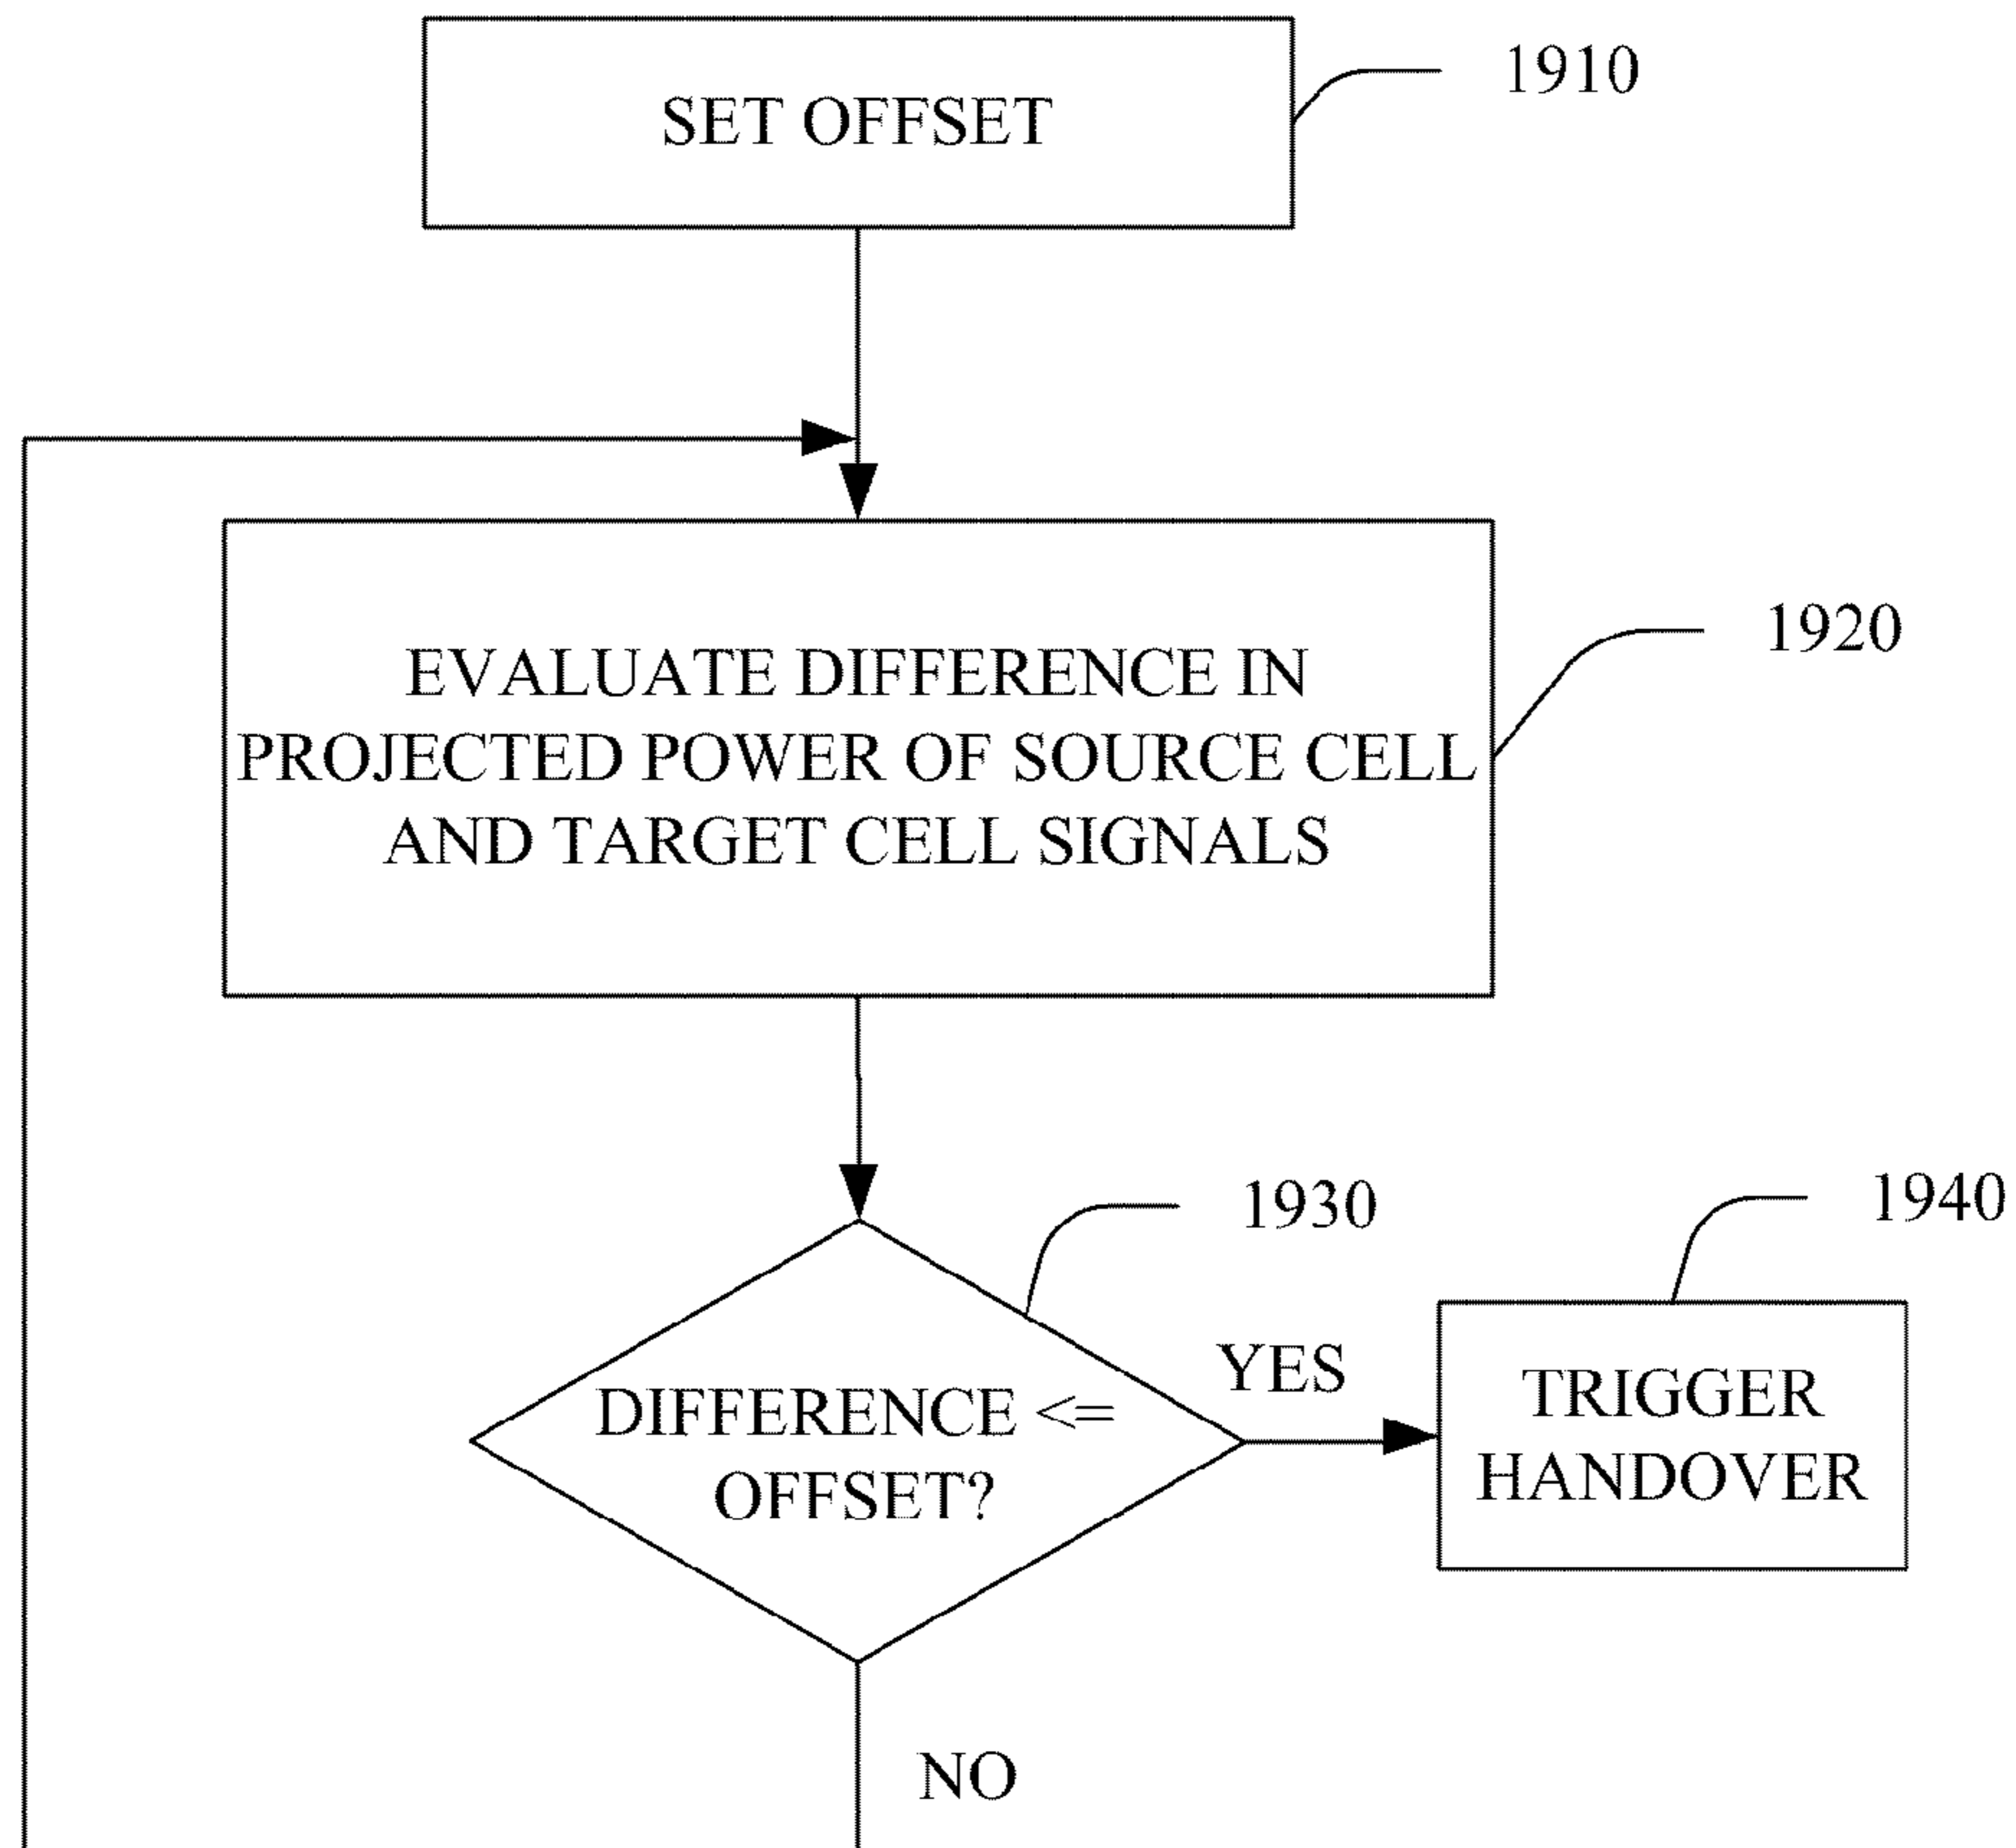 SET OFFSET
1910
EVALUATE DIFFERENCE IN
PROJECTED POWER OF SOURCE CELL
AND TARGET CELL SIGNALS
1920
DIFFERENCE <=
OFFSET?
1930
YES
TRIGGER
HANDOVER
1940
NO